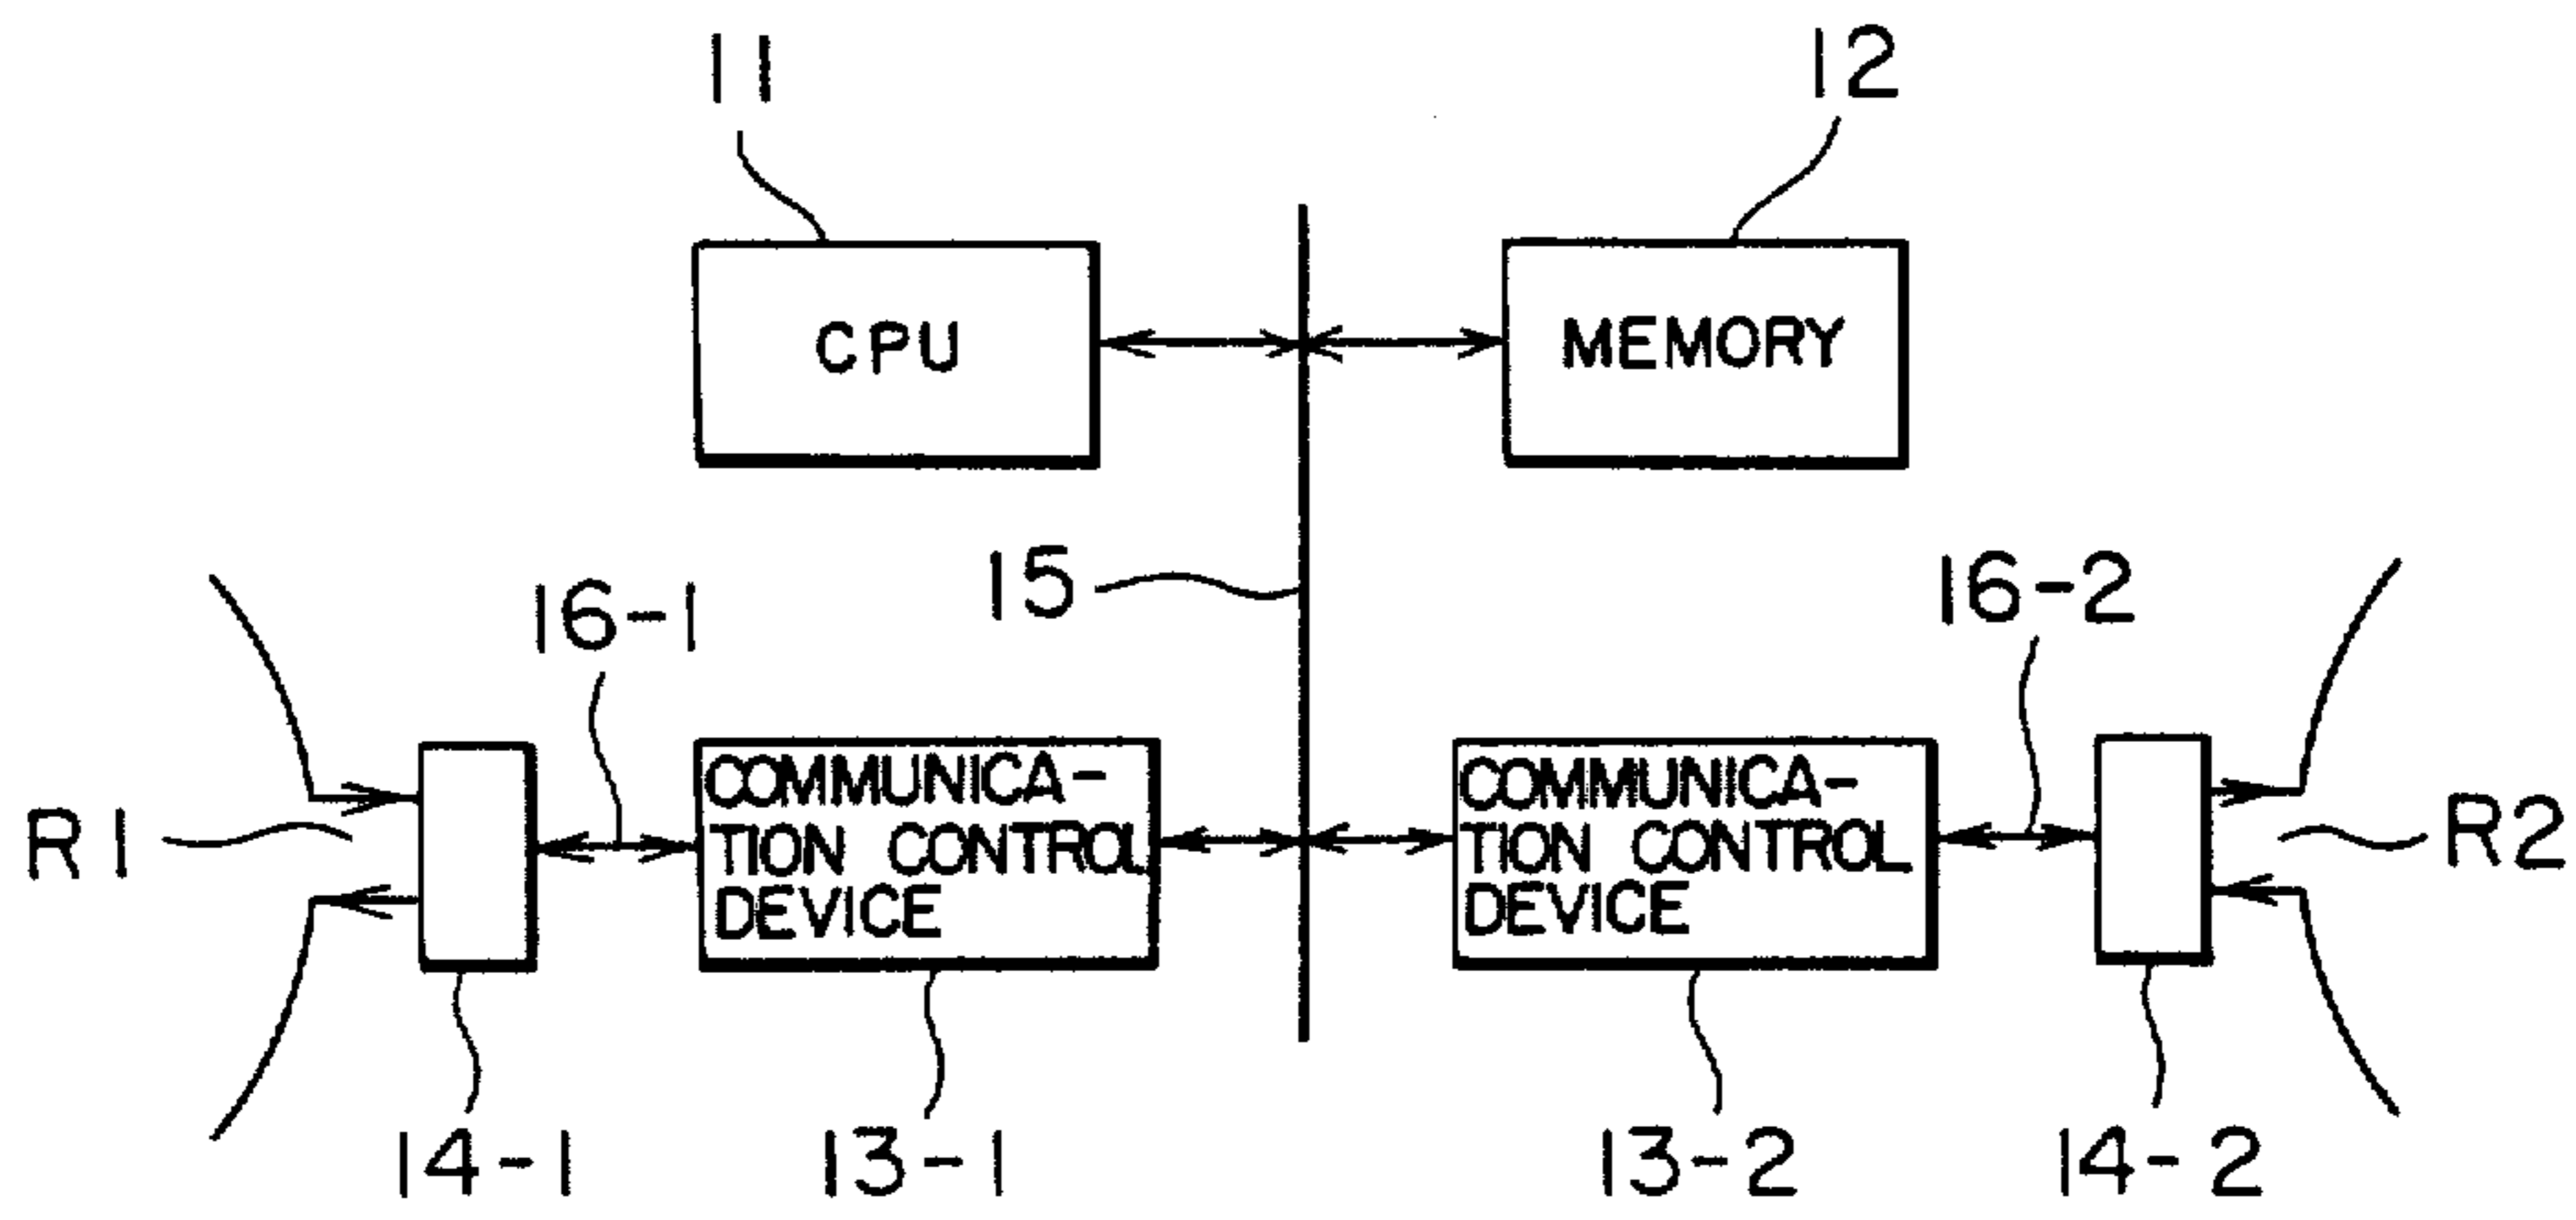 11
12
CPU
MEMORY
15
16-1
16-2
COMMUNICA-
TION CONTROL
DEVICE
COMMUNICA-
TION CONTROL
DEVICE
R1
R2
14-1
13-1
13-2
14-2